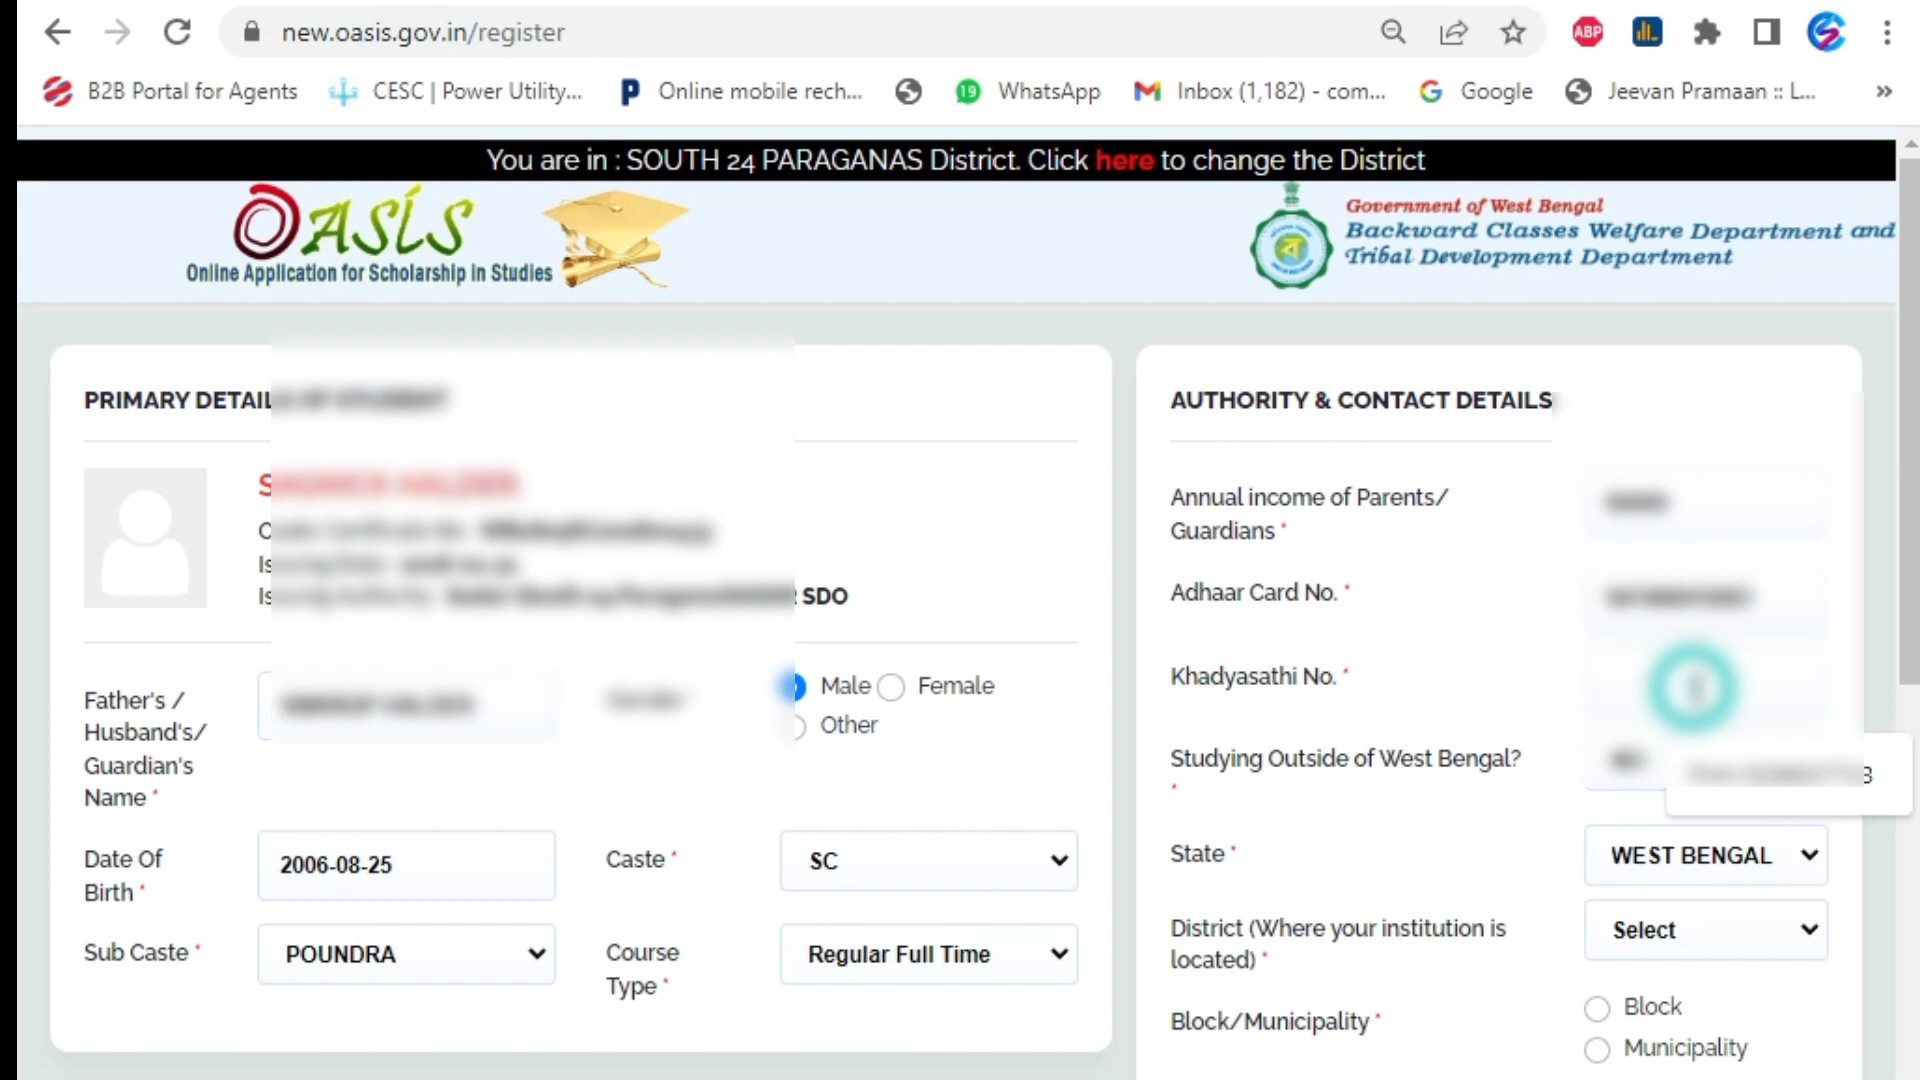 new.oasis.gov.in/register
ABP
B2B Portal for Agents
CESC | Power Utility...
P
Online mobile rech...
19
WhatsApp
Inbox (1,182) - com...
Google
Jeevan Pramaan :: L...
»
You are in : SOUTH 24 PARAGANAS District. Click here to change the District
OASIS
Online Application for Scholarship in Studies
Government of West Bengal
Backward Classes Welfare Department and
Tribal Development Department
PRIMARY DETAIL
SDO
Father's /
Husband's/
Guardian's
Name *
Male
Female
Other
Date Of
Birth *
2006-08-25
Caste *
SC
Sub Caste *
POUNDRA
Course
Type *
Regular Full Time
AUTHORITY & CONTACT DETAILS
Annual income of Parents/
Guardians *
Adhaar Card No. *
Khadyasathi No. *
Studying Outside of West Bengal?
*
State *
WEST BENGAL
District (Where your institution is
located) *
Select
Block/Municipality *
Block
Municipality